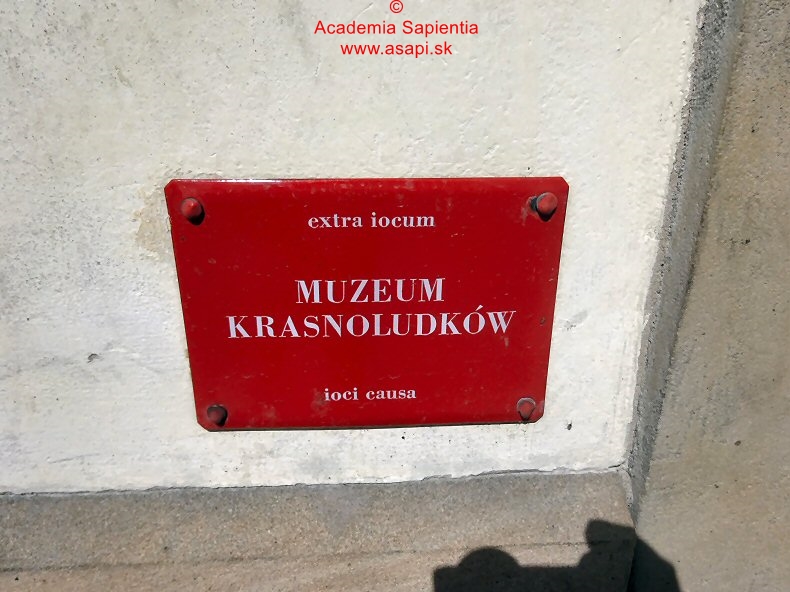 ©
Academia Sapientia
www.asapi.sk
extra iocum
MUZEUM
KRASNOLUDKÓW
ioci causa